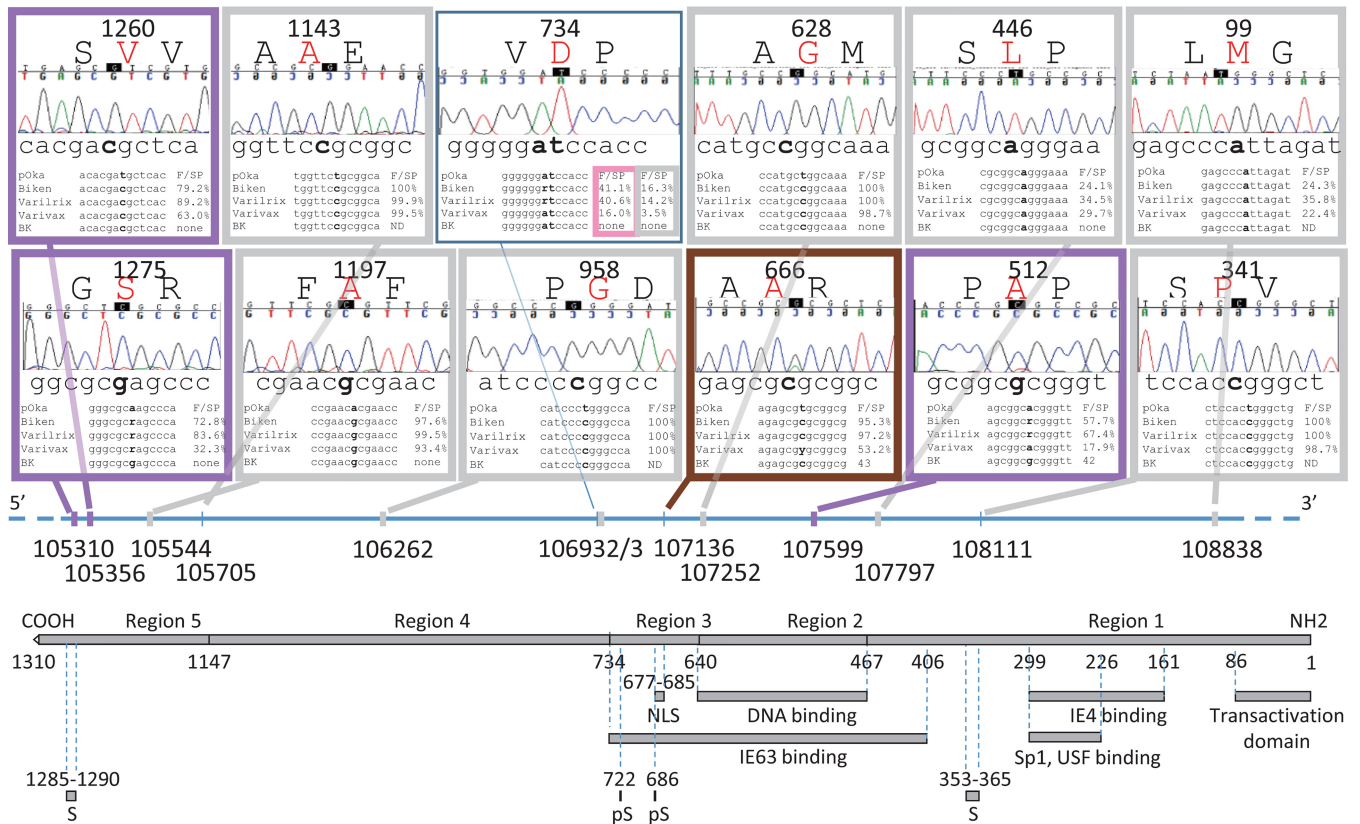 1260
S V V
TGAGCGTCGTG
cacgacgctca
pOka acacgatgctcac F/SP
Biken acacgacgctcac 79.2%
Varilrix acacgacgctcac 89.2%
Varivax acacgacgctcac 63.0%
BK acacgacgctcac none
1143
A A E
ggttccgcggc
pOka tggttctgcggca F/SP
Biken tggttccgcggca 100%
Varilrix tggttccgcggca 99.9%
Varivax tggttccgcggca 99.5%
BK tggttccgcggca ND
734
V D P
gggggatccacc
pOka ggggggatccacc F/SP F/SP
Biken ggggggrtccacc 41.1% 16.3%
Varilrix ggggggrtccacc 40.6% 14.2%
Varivax ggggggatccacc 16.0% 3.5%
BK ggggggatccacc none none
628
A G M
catgccggcaaa
pOka ccatgctggcaaa F/SP
Biken ccatgccggcaaa 100%
Varilrix ccatgccggcaaa 100%
Varivax ccatgccggcaaa 98.7%
BK ccatgccggcaaa none
446
S L P
gcggcagggaa
pOka cgcggcagggaaa F/SP
Biken cgcggcagggaaa 24.1%
Varilrix cgcggcagggaaa 34.5%
Varivax cgcggcagggaaa 29.7%
BK cgcggcagggaaa none
99
L M G
gagcccattagat
pOka gagcccattagat F/SP
Biken gagcccattagat 24.3%
Varilrix gagcccattagat 35.8%
Varivax gagcccattagat 22.4%
BK gagcccattagat ND
1275
G S R
GGGCTCGCGCC
ggcgcgagccc
pOka gggcgcaagccca F/SP
Biken gggcgcragccca 72.8%
Varilrix gggcgcragccca 83.6%
Varivax gggcgcragccca 32.3%
BK gggcgcgagccca none
1197
F A F
GTTCGCGTTCG
cgaacgcgaac
pOka ccgaacacgaacc F/SP
Biken ccgaacgcgaacc 97.6%
Varilrix ccgaacgcgaacc 99.5%
Varivax ccgaacgcgaacc 93.4%
BK ccgaacgcgaacc none
958
P G D
atccccggcc
pOka catccctgggcca F/SP
Biken catccccgggcca 100%
Varilrix catccccgggcca 100%
Varivax catccccgggcca 100%
BK catccccgggcca ND
666
A A R
gagcgcgcggc
pOka agagcgtgcggcg F/SP
Biken agagcgcgcggcg 95.3%
Varilrix agagcgcgcggcg 97.2%
Varivax agagcgygcggcg 53.2%
BK agagcgcgcggcg 43
512
P A P
ACCCGCGCCGC
gcggcgcgggt
pOka agcggcacgggtt F/SP
Biken agcggcrcgggtt 57.7%
Varilrix agcggcrcgggtt 67.4%
Varivax agcggcacgggtt 17.9%
BK agcggcgcgggtt 42
341
S P V
tccaccgggct
pOka ctccactgggctg F/SP
Biken ctccaccgggctg 100%
Varilrix ctccaccgggctg 100%
Varivax ctccaccgggctg 98.7%
BK ctccaccgggctg ND
5’ 3’
105310 105544 106262 106932/3 107136 107599 108111 108838
105356 105705 107252 107797
COOH Region 5 Region 4 Region 3 Region 2 Region 1 NH2
1310 1147 734 640 467 406 299 226 161 86 1
677-685
NLS DNA binding IE4 binding Transactivation domain
IE63 binding Sp1, USF binding
1285-1290 722 686 353-365
S pS pS S